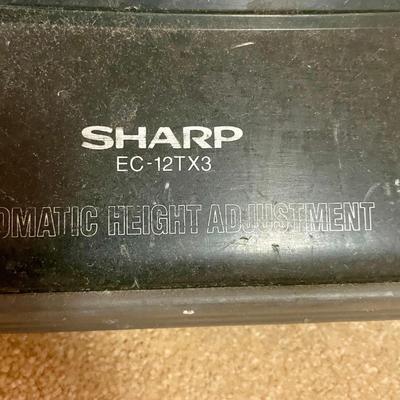 SHARP
EC-12TX3
OMATIC HEIGHT ADJUSTMENT